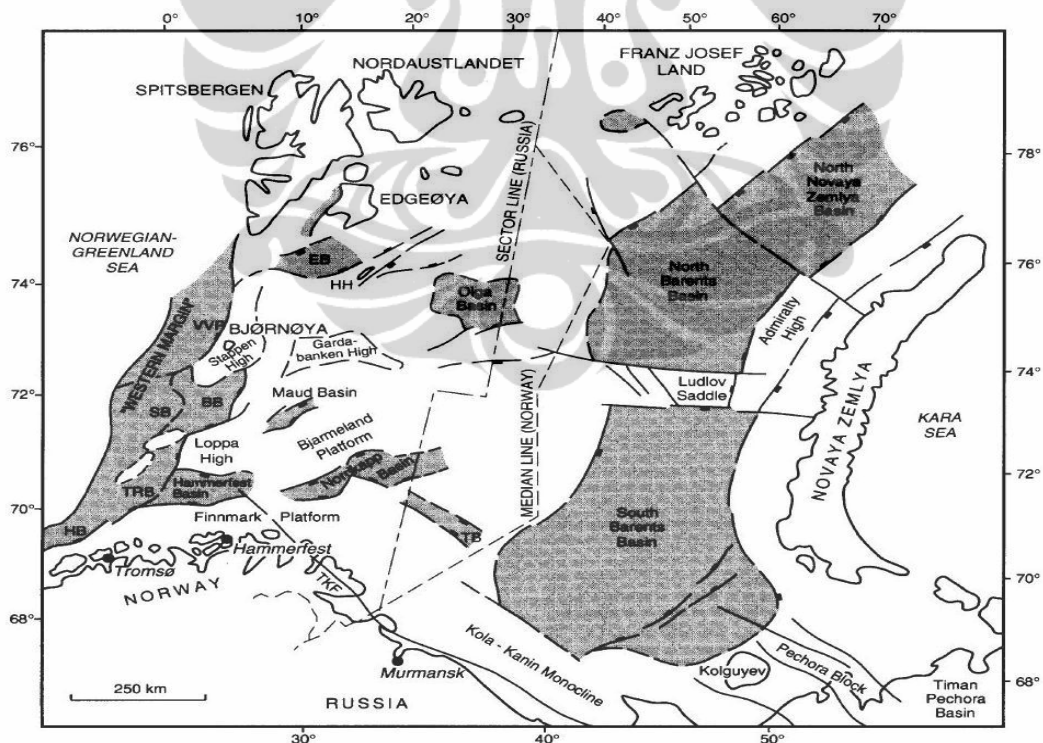 0° 10° 20° 30° 40° 50° 60° 70°
FRANZ JOSEF
LAND
NORDAUSTLANDET
SPITSBERGEN
76°
78°
North
Novaya
Zemlya
Basin
EDGEØYA
SECTOR LINE (RUSSIA)
NORWEGIAN-
GREENLAND
SEA
EB
HH
North
Barents
Basin
76°
74°
Olga
Basin
Admiralty
High
"WESTERN MARGIN"
VVP
BJØRNØYA
Stappen
High
Garda-
banken High
74°
72°
Ludlov
Saddle
Maud Basin
SB
BB
MEDIAN LINE (NORWAY)
NOVAYA ZEMLYA
KARA
SEA
Loppa
High
Bjarmeland
Platform
Nordkapp
Basin
72°
TRB
Hammerfest
Basin
70°
South
Barents
Basin
Finnmark Platform
HB
TB
Hammerfest
Tromsø
NORWAY
TKF
70°
68°
Kola - Kanin Monocline
Kolguyev
Pechora Block
Murmansk
68°
250 km
RUSSIA
Timan
Pechora
Basin
30° 40° 50°